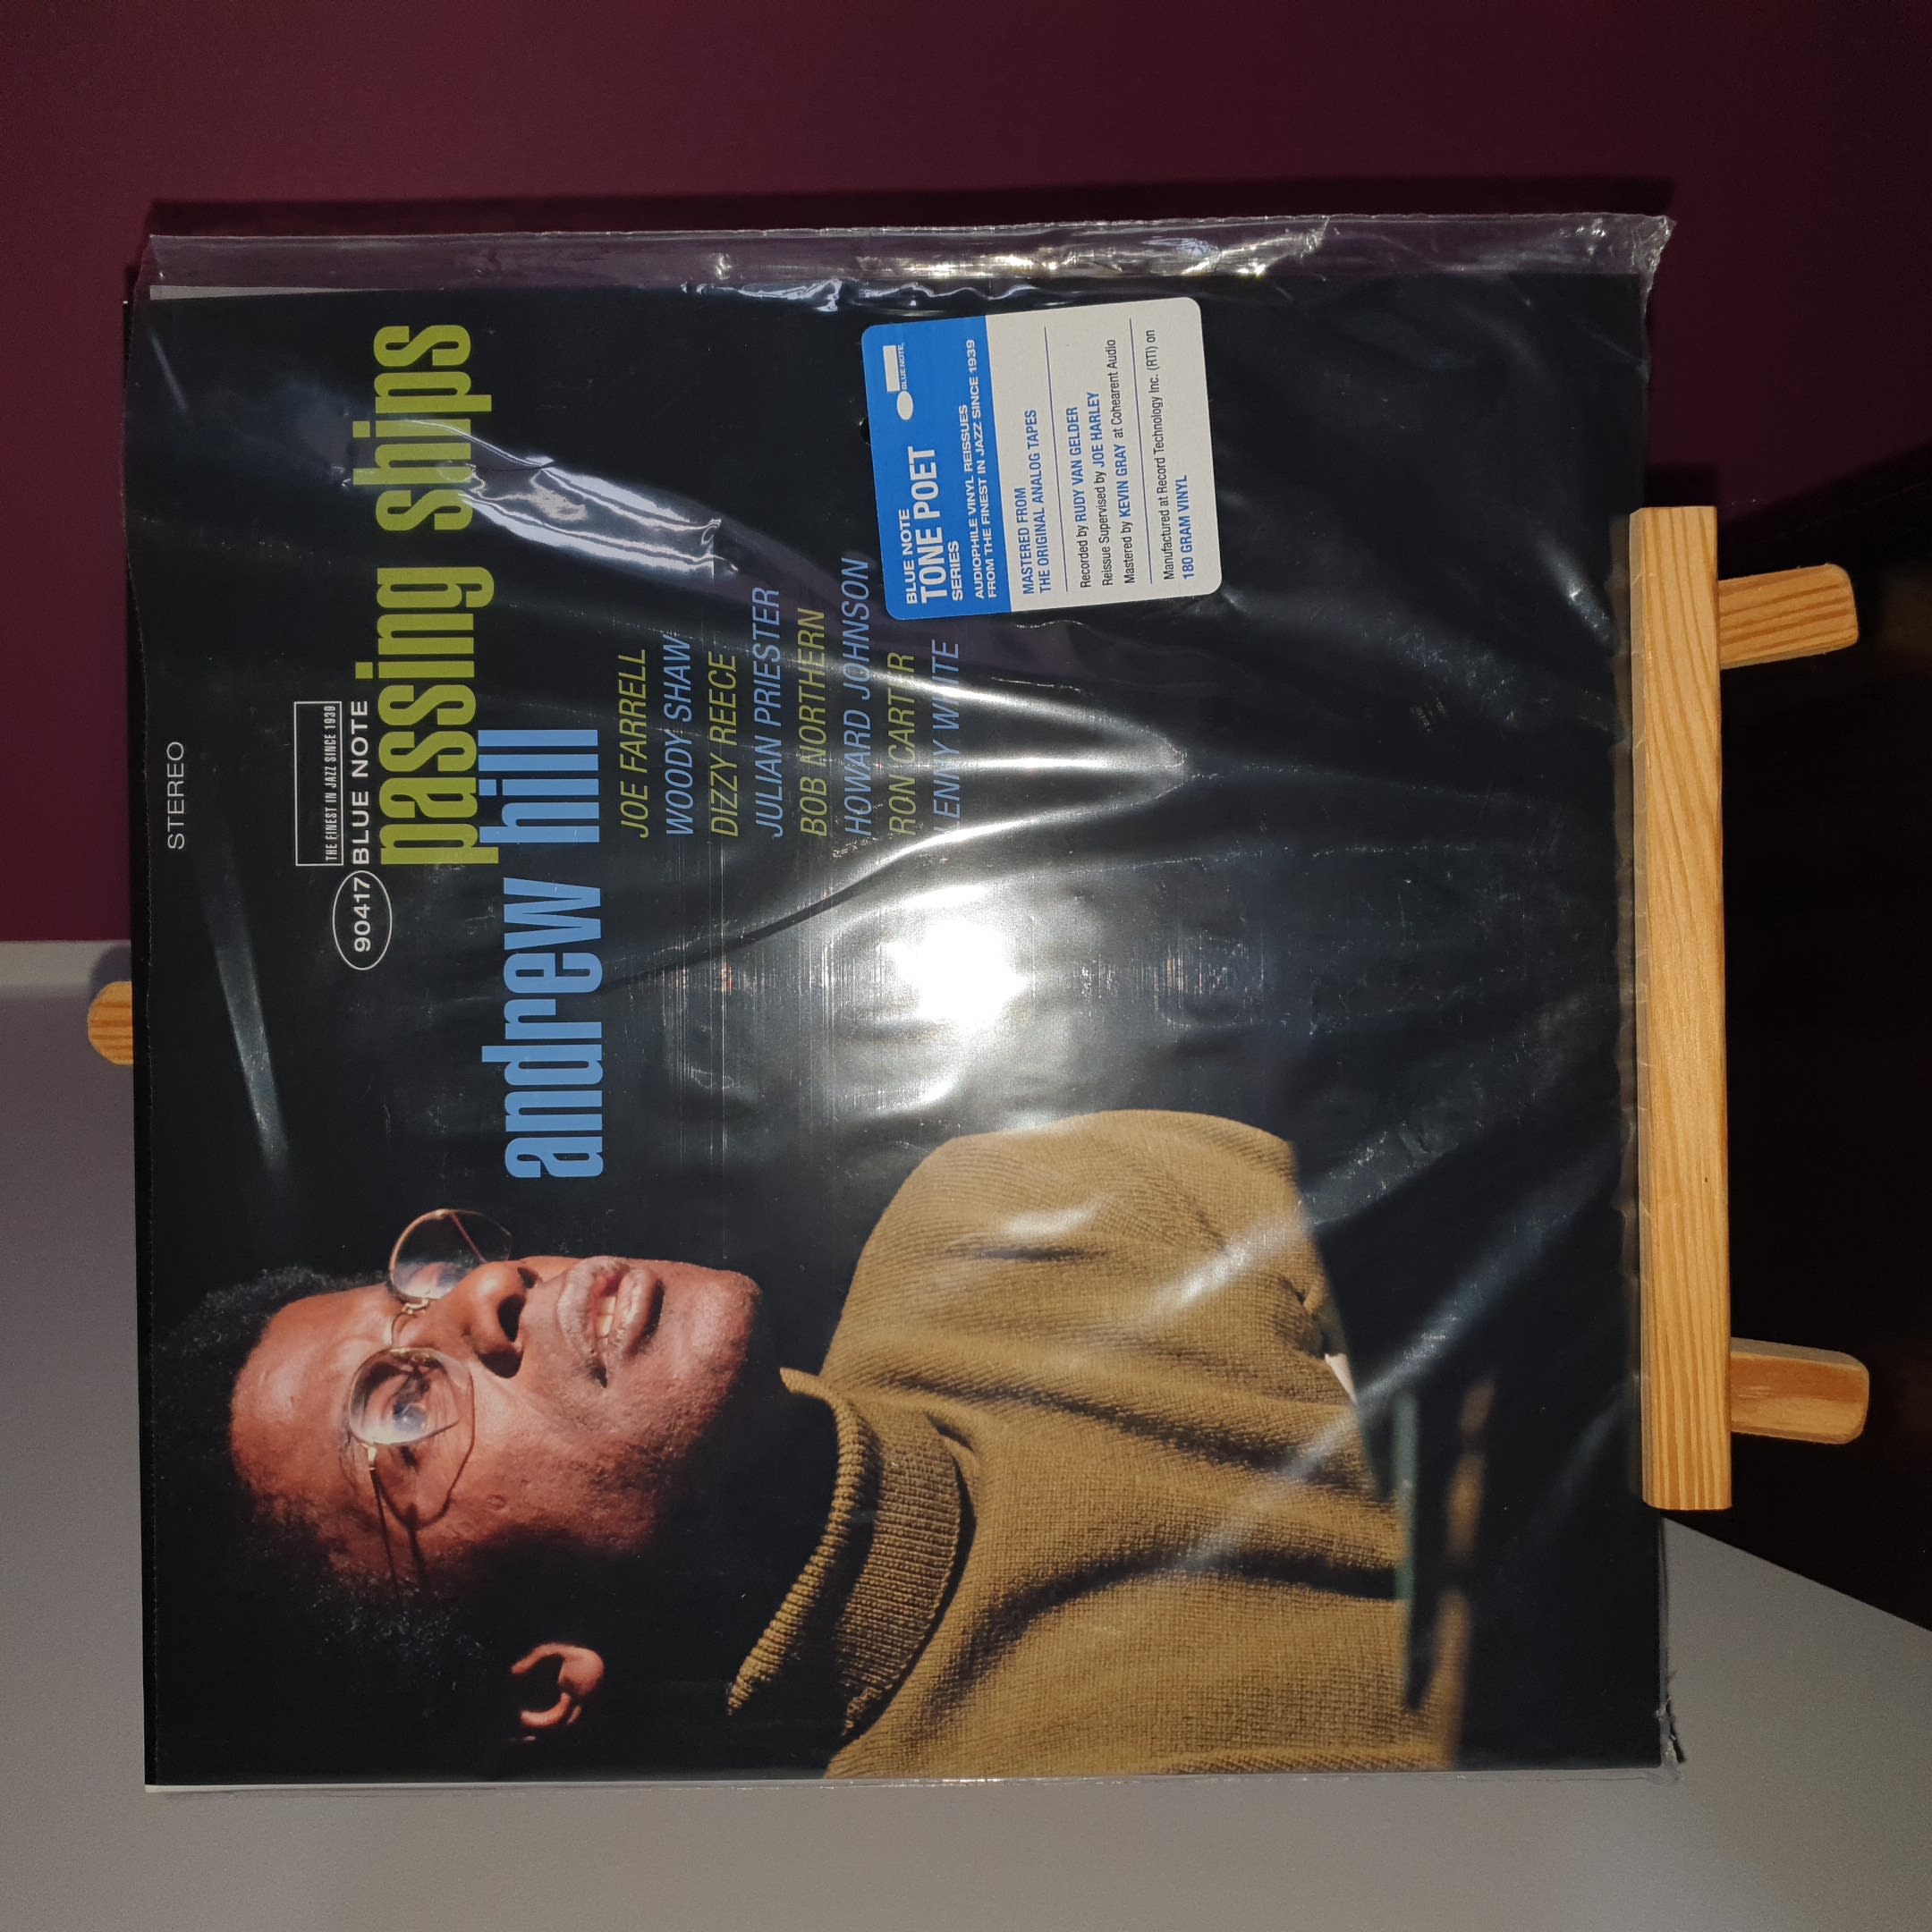 STEREO
THE FINEST IN JAZZ SINCE 1939
90417 BLUE NOTE
passing ships
andrew hill
JOE FARRELL
WOODY SHAW
DIZZY REECE
JULIAN PRIESTER
BOB NORTHERN
HOWARD JOHNSON
RON CARTER
LENNY WHITE
BLUE NOTE
TONE POET
SERIES
BLUE NOTE
AUDIOPHILE VINYL REISSUES
FROM THE FINEST IN JAZZ SINCE 1939
MASTERED FROM
THE ORIGINAL ANALOG TAPES
Recorded by RUDY VAN GELDER
Reissue Supervised by JOE HARLEY
Mastered by KEVIN GRAY at Cohearent Audio
Manufactured at Record Technology Inc. (RTI) on
180 GRAM VINYL